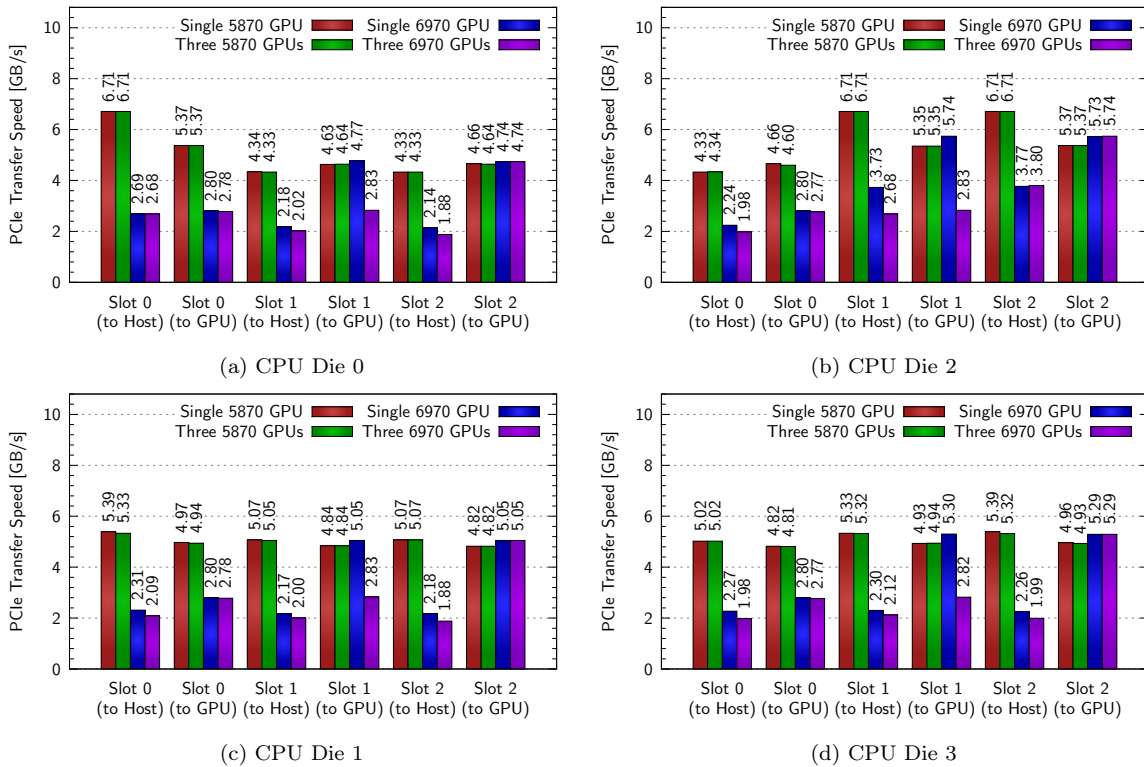 PCIe Transfer Speed [GB/s]
10
8
6
4
2
0
Single 5870 GPU
Three 5870 GPUs
Single 6970 GPU
Three 6970 GPUs
6.71
6.71
2.69
2.68
5.37
5.37
2.80
2.78
4.34
4.33
2.18
2.02
4.63
4.64
4.77
2.83
4.33
4.33
2.14
1.88
4.66
4.64
4.74
4.74
Slot 0 (to Host)
Slot 0 (to GPU)
Slot 1 (to Host)
Slot 1 (to GPU)
Slot 2 (to Host)
Slot 2 (to GPU)
(a) CPU Die 0
PCIe Transfer Speed [GB/s]
10
8
6
4
2
0
Single 5870 GPU
Three 5870 GPUs
Single 6970 GPU
Three 6970 GPUs
4.33
4.34
2.24
1.98
4.66
4.60
2.80
2.77
6.71
6.71
3.73
2.68
5.35
5.35
5.74
2.83
6.71
6.71
3.77
3.80
5.37
5.37
5.73
5.74
Slot 0 (to Host)
Slot 0 (to GPU)
Slot 1 (to Host)
Slot 1 (to GPU)
Slot 2 (to Host)
Slot 2 (to GPU)
(b) CPU Die 2
PCIe Transfer Speed [GB/s]
10
8
6
4
2
0
Single 5870 GPU
Three 5870 GPUs
Single 6970 GPU
Three 6970 GPUs
5.39
5.33
2.31
2.09
4.97
4.94
2.80
2.78
5.07
5.05
2.17
2.00
4.84
4.84
5.05
2.83
5.07
5.07
2.18
1.88
4.82
4.82
5.05
5.05
Slot 0 (to Host)
Slot 0 (to GPU)
Slot 1 (to Host)
Slot 1 (to GPU)
Slot 2 (to Host)
Slot 2 (to GPU)
(c) CPU Die 1
PCIe Transfer Speed [GB/s]
10
8
6
4
2
0
Single 5870 GPU
Three 5870 GPUs
Single 6970 GPU
Three 6970 GPUs
5.02
5.02
2.27
1.98
4.82
4.81
2.80
2.77
5.33
5.32
2.30
2.12
4.93
4.94
5.30
2.82
5.39
5.32
2.26
1.99
4.96
4.93
5.29
5.29
Slot 0 (to Host)
Slot 0 (to GPU)
Slot 1 (to Host)
Slot 1 (to GPU)
Slot 2 (to Host)
Slot 2 (to GPU)
(d) CPU Die 3